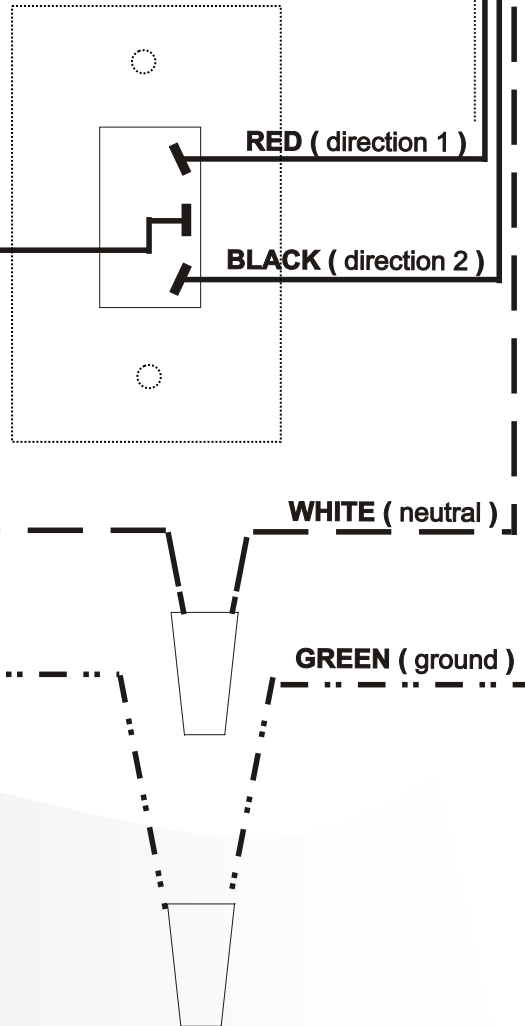 RED ( direction 1 )
BLACK ( direction 2 )
WHITE ( neutral )
GREEN ( ground )